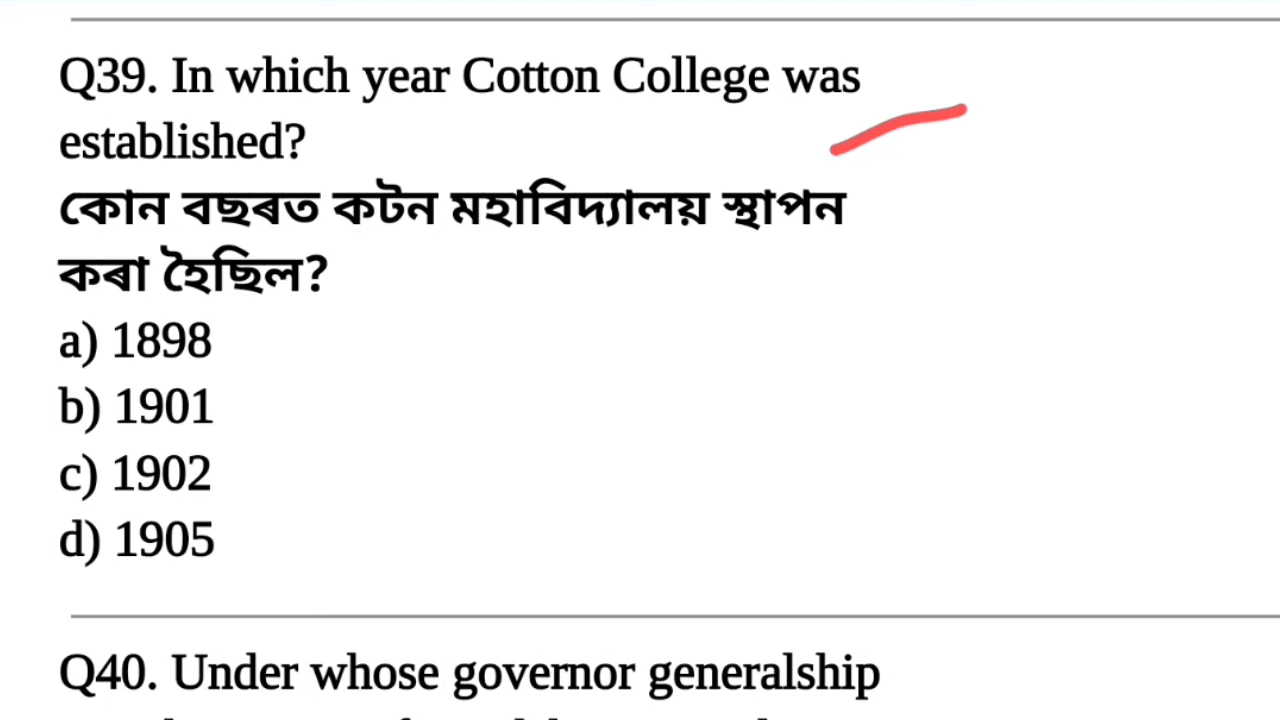 Q39. In which year Cotton College was
established?
কোন বছৰত কটন মহাবিদ্যালয় স্থাপন
কৰা হৈছিল?
a) 1898
b) 1901
c) 1902
d) 1905
Q40. Under whose governor generalship